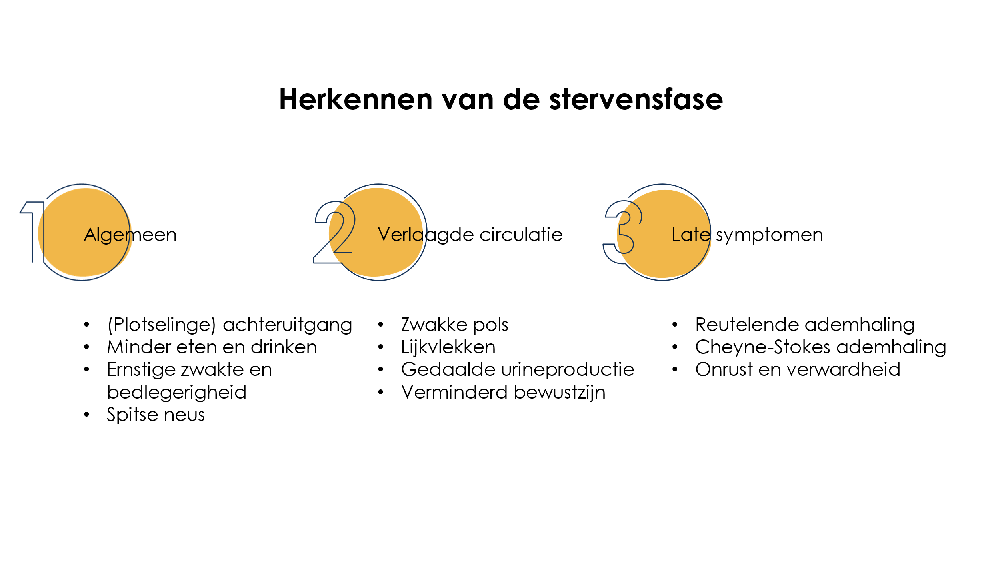 Herkennen van de stervensfase
1
Algemeen
(Plotselinge) achteruitgang
Minder eten en drinken
Ernstige zwakte en
bedlegerigheid
Spitse neus
2
Verlaagde circulatie
Zwakke pols
Lijkvlekken
Gedaalde urineproductie
Verminderd bewustzijn
3
Late symptomen
Reutelende ademhaling
Cheyne-Stokes ademhaling
Onrust en verwardheid